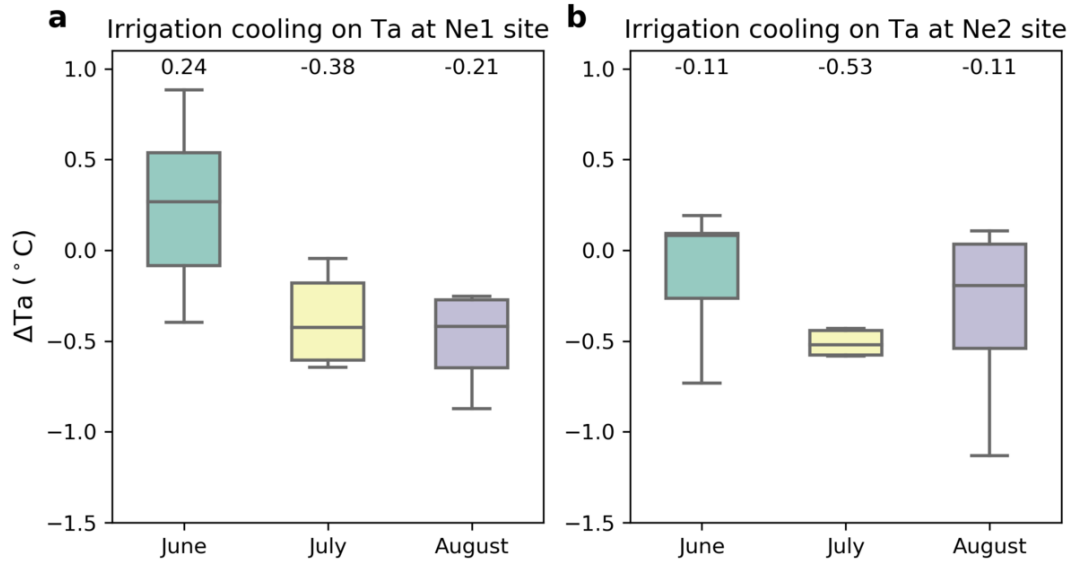 a
Irrigation cooling on Ta at Ne1 site
1.0
0.5
0.0
−0.5
−1.0
−1.5
ΔTa (°C)
0.24 -0.38 -0.21
June July August
b
Irrigation cooling on Ta at Ne2 site
1.0
0.5
0.0
−0.5
−1.0
−1.5
-0.11 -0.53 -0.11
June July August